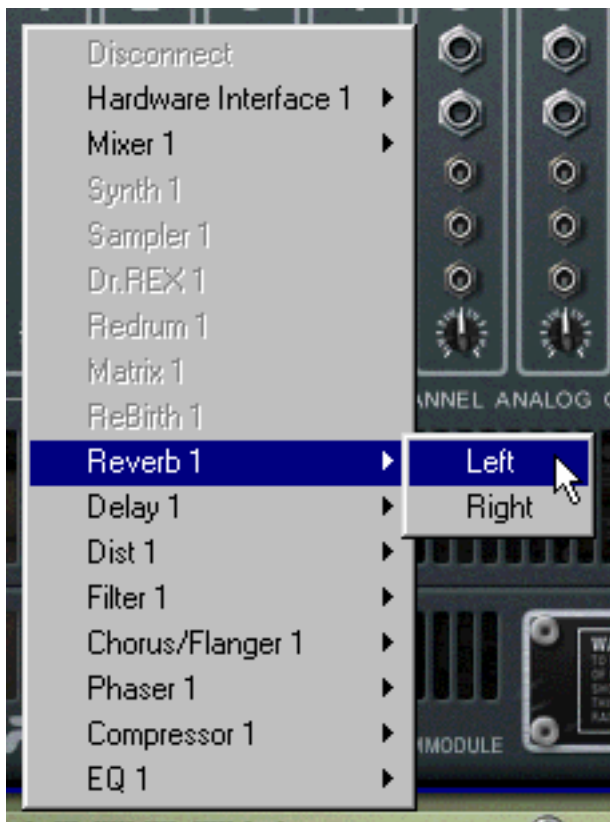 Disconnect
Hardware Interface 1
Mixer 1
Synth 1
Sampler 1
Dr.REX 1
Redrum 1
Matrix 1
ReBirth 1
ANALOG
Reverb 1
Left
Delay 1
Right
Dist 1
Filter 1
Chorus/Flanger 1
Phaser 1
Compressor 1
EQ 1